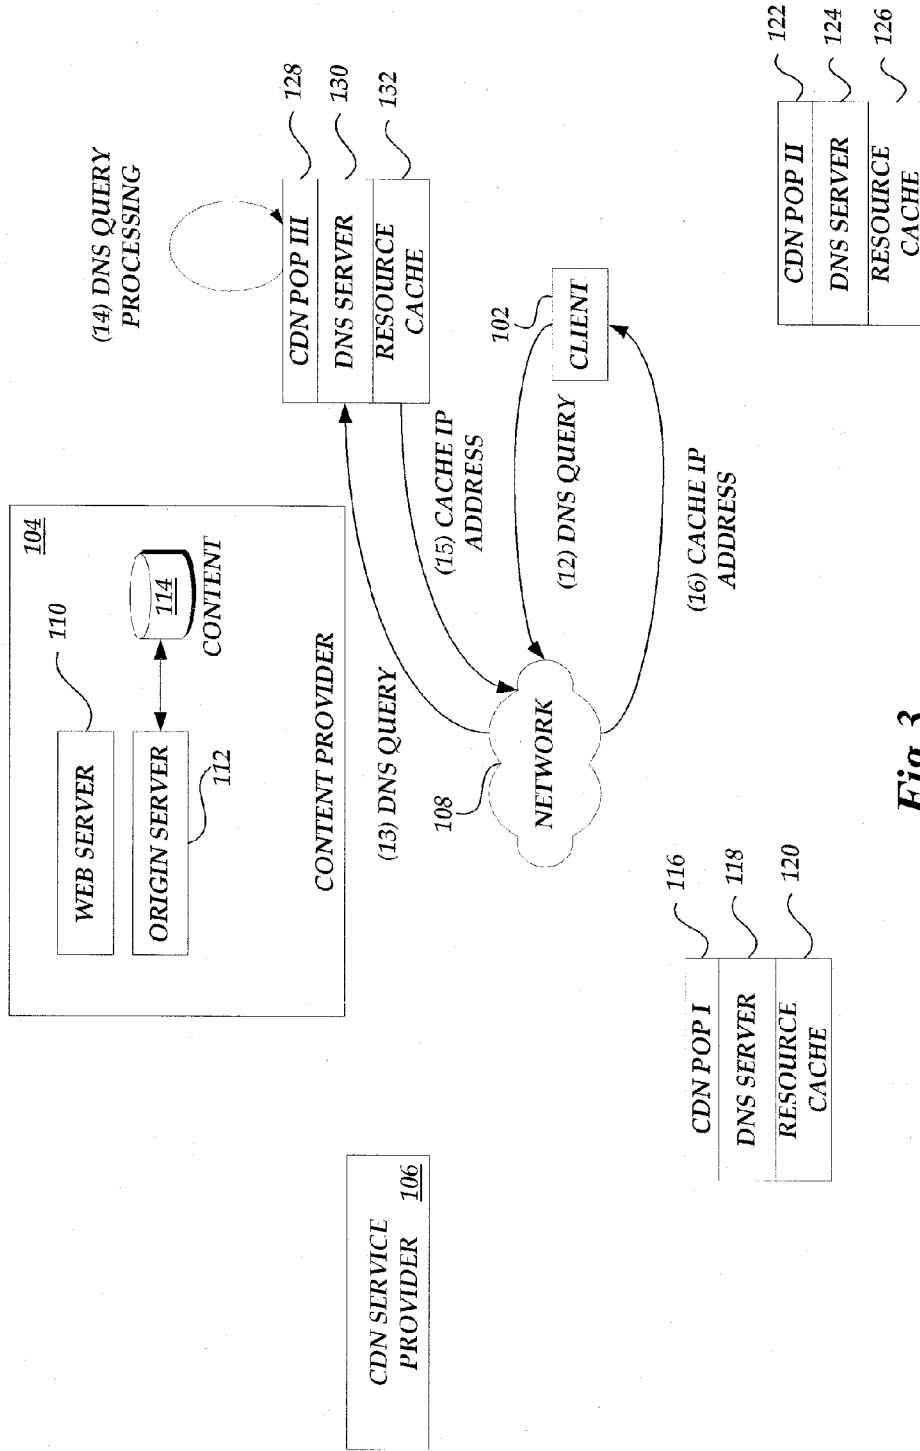 CDN SERVICE
PROVIDER
106
104
WEB SERVER
110
ORIGIN SERVER
112
114
CONTENT
CONTENT PROVIDER
(14) DNS QUERY
PROCESSING
CDN POP III
DNS SERVER
RESOURCE
CACHE
128
130
132
(13) DNS QUERY
(15) CACHE IP
ADDRESS
108
NETWORK
(12) DNS QUERY
102
CLIENT
(16) CACHE IP
ADDRESS
CDN POP I
DNS SERVER
RESOURCE
CACHE
116
118
120
CDN POP II
DNS SERVER
RESOURCE
CACHE
122
124
126
Fig.3